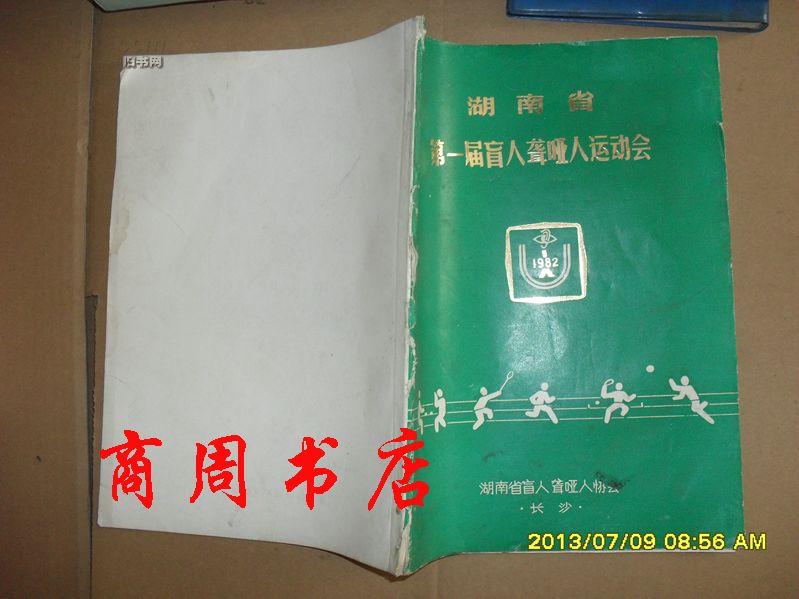 旧书网
湖南省
第一届盲人聋哑人运动会
1982
湖南省盲人聋哑人协会
·长沙·
商周书店
2013/07/09 08:56 AM